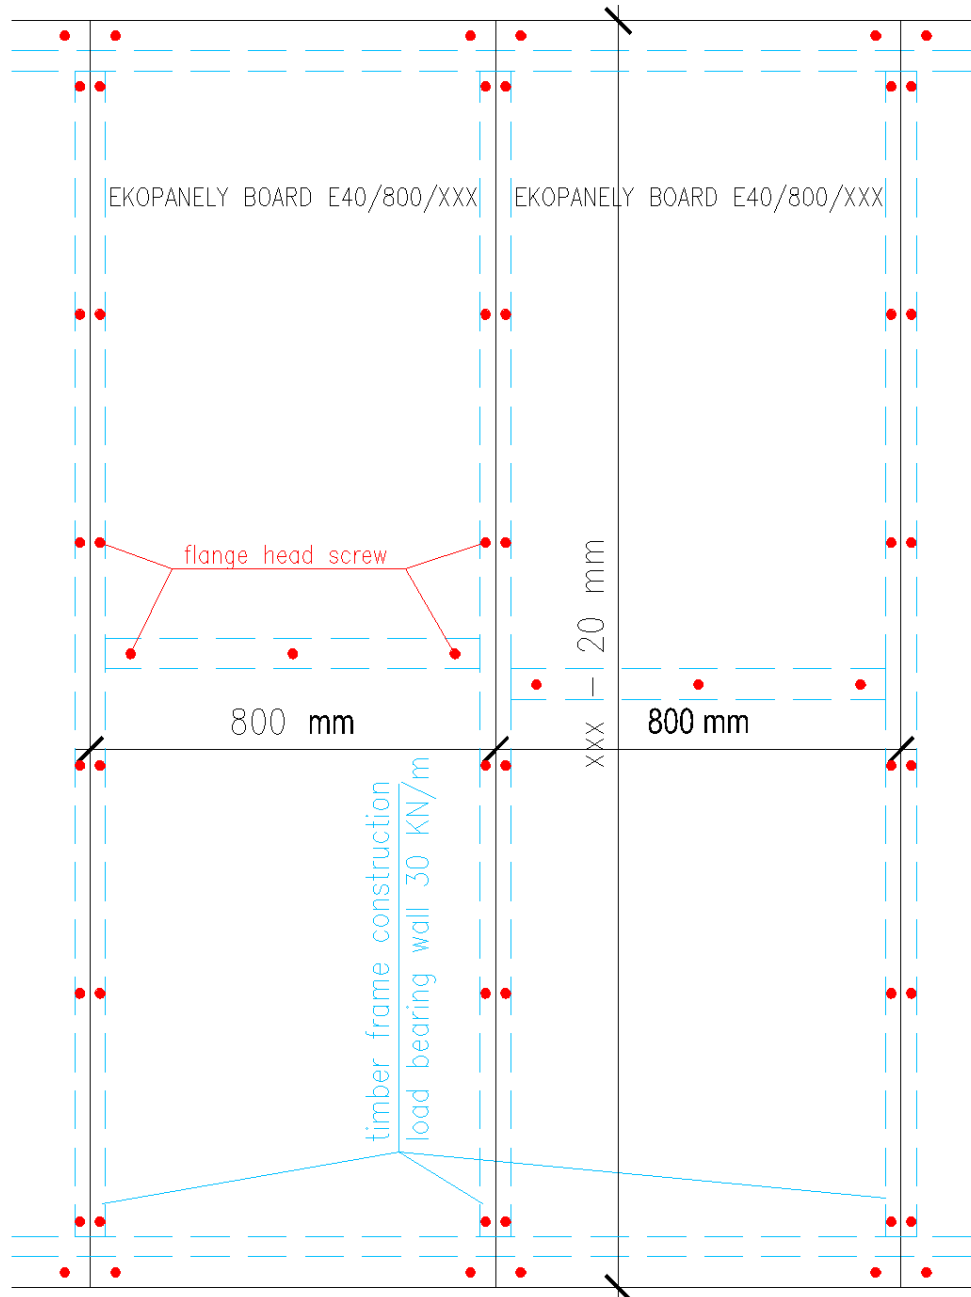 EKOPANELY BOARD E40/800/XXX
EKOPANELY BOARD E40/800/XXX
flange head screw
xxx - 20 mm
800 mm
800 mm
timber frame construction
load bearing wall 30 KN/m